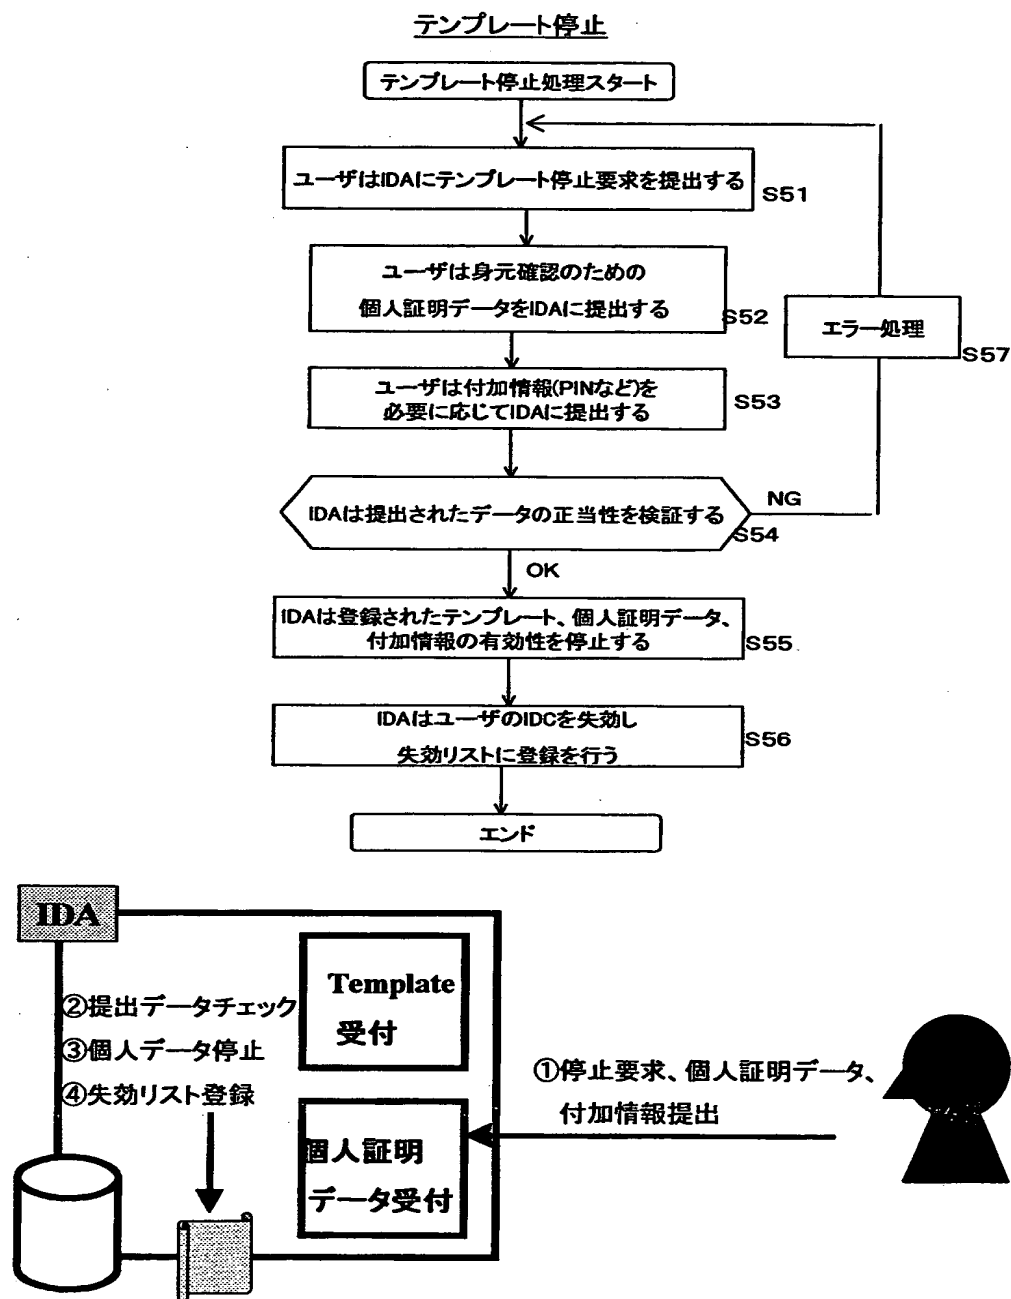 テンプレート停止
テンプレート停止処理スタート
ユーザはIDAにテンプレート停止要求を提出する
S51
ユーザは身元確認のための
個人証明データをIDAに提出する
S52
エラー処理
S57
ユーザは付加情報(PINなど)を
必要に応じてIDAに提出する
S53
IDAは提出されたデータの正当性を検証する
NG
S54
OK
IDAは登録されたテンプレート、個人証明データ、
付加情報の有効性を停止する
S55
IDAはユーザのIDCを失効し
失効リストに登録を行う
S56
エンド
IDA
Template
受付
②提出データチェック
③個人データ停止
④失効リスト登録
①停止要求、個人証明データ、
付加情報提出
個人証明
データ受付